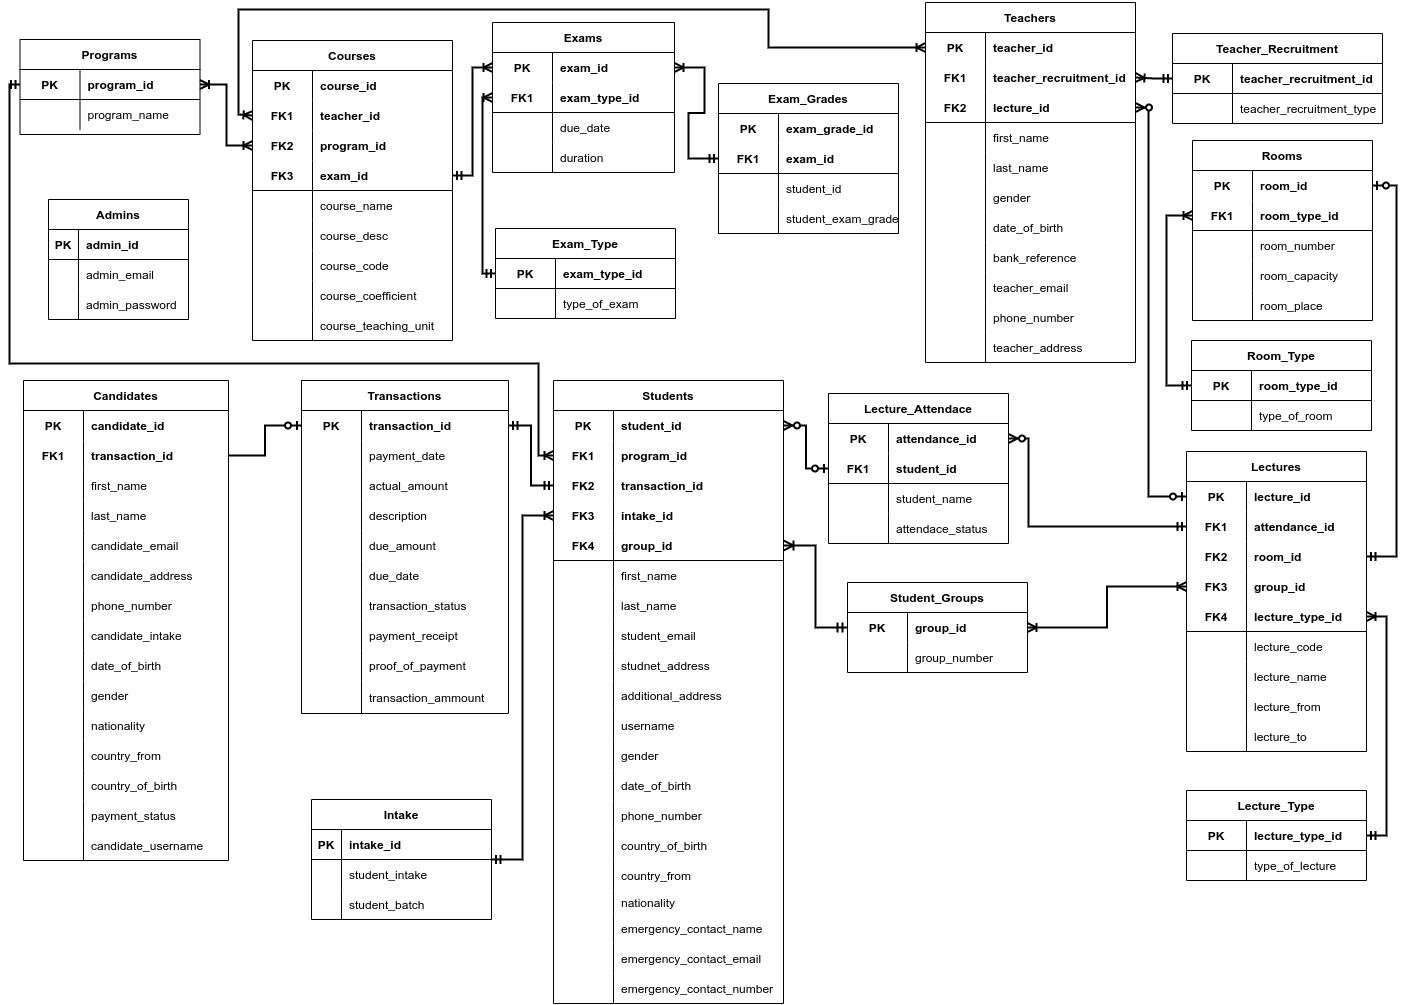 Programs
PK program_id
program_name
Courses
PK course_id
FK1 teacher_id
FK2 program_id
FK3 exam_id
course_name
course_desc
course_code
course_coefficient
course_teaching_unit
Exams
PK exam_id
FK1 exam_type_id
due_date
duration
Exam_Grades
PK exam_grade_id
FK1 exam_id
student_id
student_exam_grade
Teachers
PK teacher_id
FK1 teacher_recruitment_id
FK2 lecture_id
first_name
last_name
gender
date_of_birth
bank_reference
teacher_email
phone_number
teacher_address
Teacher_Recruitment
PK teacher_recruitment_id
teacher_recruitment_type
Admins
PK admin_id
admin_email
admin_password
Exam_Type
PK exam_type_id
type_of_exam
Rooms
PK room_id
FK1 room_type_id
room_number
room_capacity
room_place
Room_Type
PK room_type_id
type_of_room
Candidates
PK candidate_id
FK1 transaction_id
first_name
last_name
candidate_email
candidate_address
phone_number
candidate_intake
date_of_birth
gender
nationality
country_from
country_of_birth
payment_status
candidate_username
Transactions
PK transaction_id
payment_date
actual_amount
description
due_amount
due_date
transaction_status
payment_receipt
proof_of_payment
transaction_ammount
Students
PK student_id
FK1 program_id
FK2 transaction_id
FK3 intake_id
FK4 group_id
first_name
last_name
student_email
studnet_address
additional_address
username
gender
date_of_birth
phone_number
country_of_birth
country_from
nationality
emergency_contact_name
emergency_contact_email
emergency_contact_number
Lecture_Attendace
PK attendance_id
FK1 student_id
student_name
attendace_status
Student_Groups
PK group_id
group_number
Lectures
PK lecture_id
FK1 attendance_id
FK2 room_id
FK3 group_id
FK4 lecture_type_id
lecture_code
lecture_name
lecture_from
lecture_to
Intake
PK intake_id
student_intake
student_batch
Lecture_Type
PK lecture_type_id
type_of_lecture